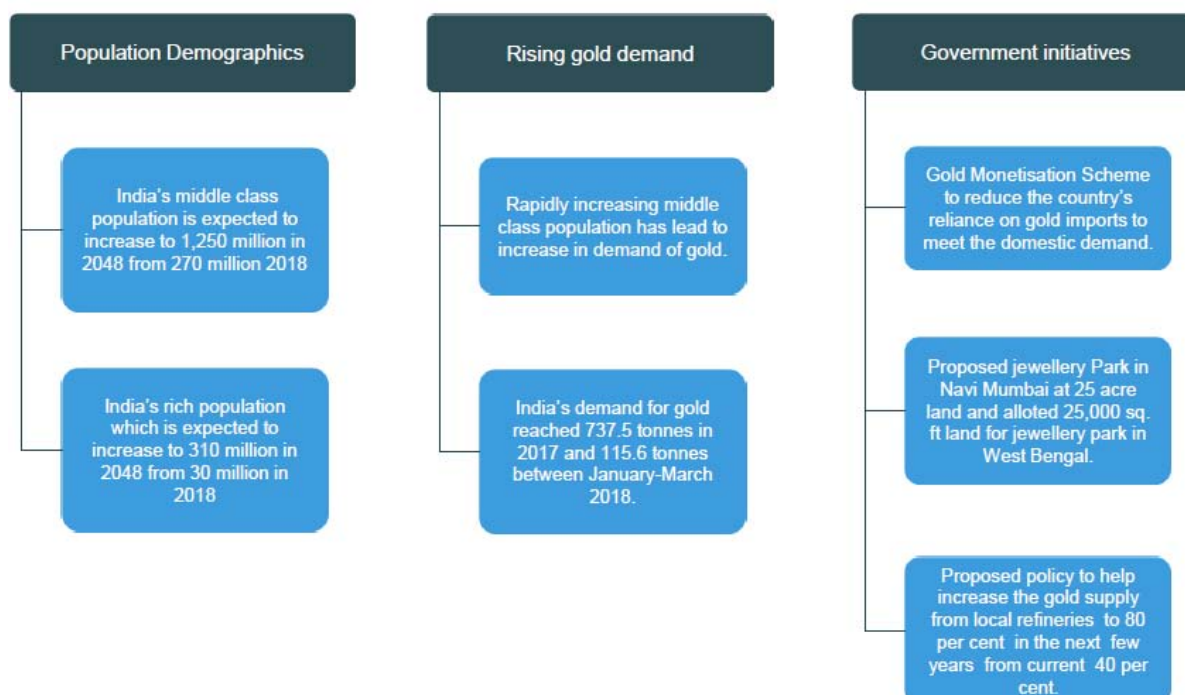 Population Demographics
India's middle class
population is expected to
increase to 1,250 million in
2048 from 270 million 2018
India's rich population
which is expected to
increase to 310 million in
2048 from 30 million in
2018
Rising gold demand
Rapidly increasing middle
class population has lead to
increase in demand of gold.
India's demand for gold
reached 737.5 tonnes in
2017 and 115.6 tonnes
between January-March
2018.
Government initiatives
Gold Monetisation Scheme
to reduce the country's
reliance on gold imports to
meet the domestic demand.
Proposed jewellery Park in
Navi Mumbai at 25 acre
land and alloted 25,000 sq.
ft land for jewellery park in
West Bengal.
Proposed policy to help
increase the gold supply
from local refineries to 80
per cent in the next few
years from current 40 per
cent.